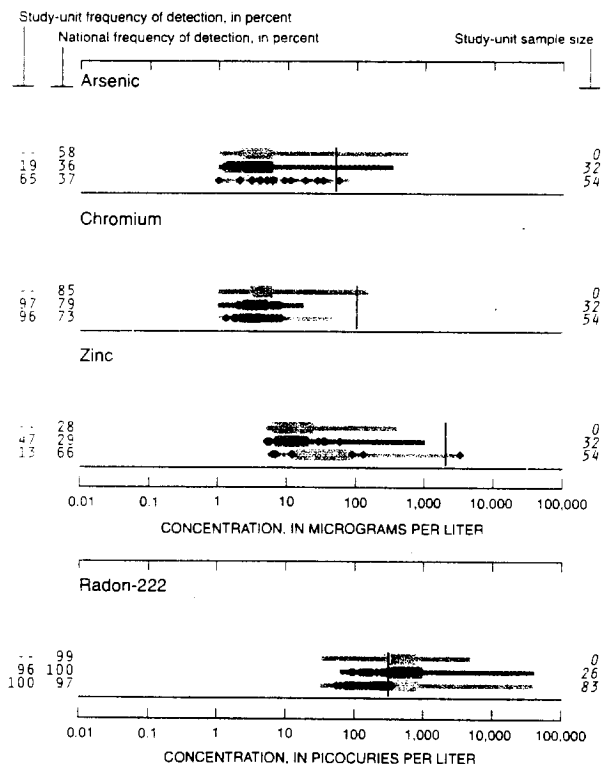 Study-unit frequency of detection, in percent
National frequency of detection, in percent
Study-unit sample size
Arsenic
-- 58 0
19 36 32
65 37 54
Chromium
-- 85 0
97 79 32
96 73 54
Zinc
-- 28 0
47 29 32
13 66 54
0.01 0.1 1 10 100 1,000 10,000 100,000
CONCENTRATION, IN MICROGRAMS PER LITER
Radon-222
-- 99 0
96 100 26
100 97 83
0.01 0.1 1 10 100 1,000 10,000 100,000
CONCENTRATION, IN PICOCURIES PER LITER